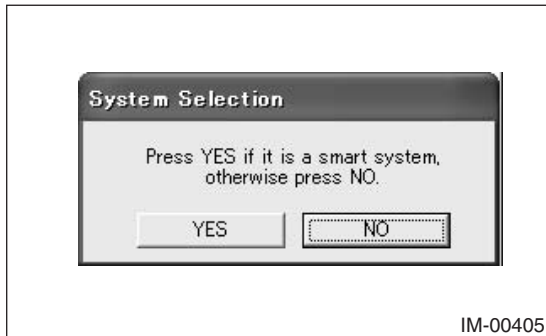 System Selection
Press YES if it is a smart system,
otherwise press NO.
YES NO
IM-00405